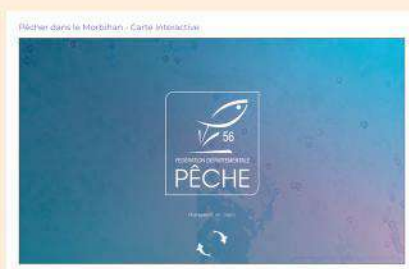 Pêcher dans le Morbihan - Carte Interactive
56
FÉDÉRATION DÉPARTEMENTALE
PÊCHE